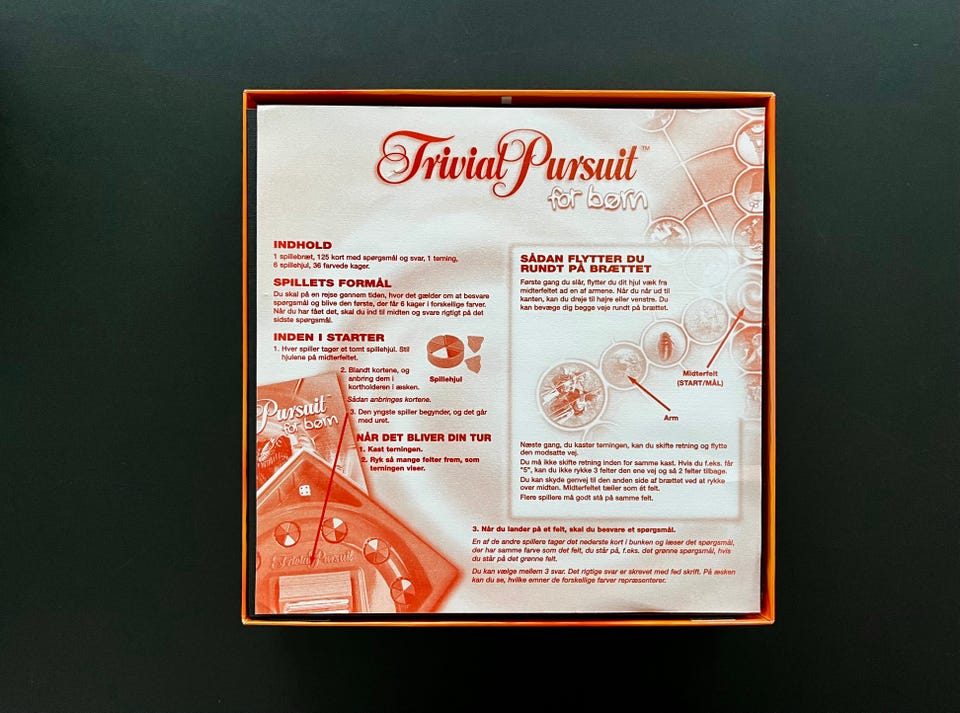 Trivial Pursuit™
for børn
INDHOLD
1 spillebræt, 125 kort med spørgsmål og svar, 1 terning,
6 spillehjul, 36 farvede kager.
SPILLETS FORMÅL
Du skal på en rejse gennem tiden, hvor det gælder om at besvare
spørgsmål og blive den første, der får 6 kager i forskellige farver.
Når du har fået det, skal du ind til midten og svare rigtigt på det
sidste spørgsmål.
INDEN I STARTER
1. Hver spiller tager et tomt spillehjul. Stil
hjulene på midterfeltet.
Spillehjul
2. Blandt kortene, og
anbring dem i
kortholderen i æsken.
Sådan anbringes kortene.
3. Den yngste spiller begynder, og det går
med uret.
NÅR DET BLIVER DIN TUR
1. Kast terningen.
2. Ryk så mange felter frem, som
terningen viser.
Pursuit
for børn
Trivial Pursuit
SÅDAN FLYTTER DU
RUNDT PÅ BRÆTTET
Første gang du slår, flytter du dit hjul væk fra
midterfeltet ad en af armene. Når du når ud til
kanten, kan du dreje til højre eller venstre. Du
kan bevæge dig begge veje rundt på brættet.
Midterfelt
(START/MÅL)
Arm
Næste gang, du kaster terningen, kan du skifte retning og flytte
den modsatte vej.
Du må ikke skifte retning inden for samme kast. Hvis du f.eks. får
"5", kan du ikke rykke 3 felter den ene vej og så 2 felter tilbage.
Du kan skyde genvej til den anden side af brættet ved at rykke
over midten. Midterfeltet tæller som ét felt.
Flere spillere må godt stå på samme felt.
3. Når du lander på et felt, skal du besvare et spørgsmål.
En af de andre spillere tager det nederste kort i bunken og læser det spørgsmål,
der har samme farve som det felt, du står på, f.eks. det grønne spørgsmål, hvis
du står på det grønne felt.
Du kan vælge mellem 3 svar. Det rigtige svar er skrevet med fed skrift. På æsken
kan du se, hvilke emner de forskellige farver repræsenterer.